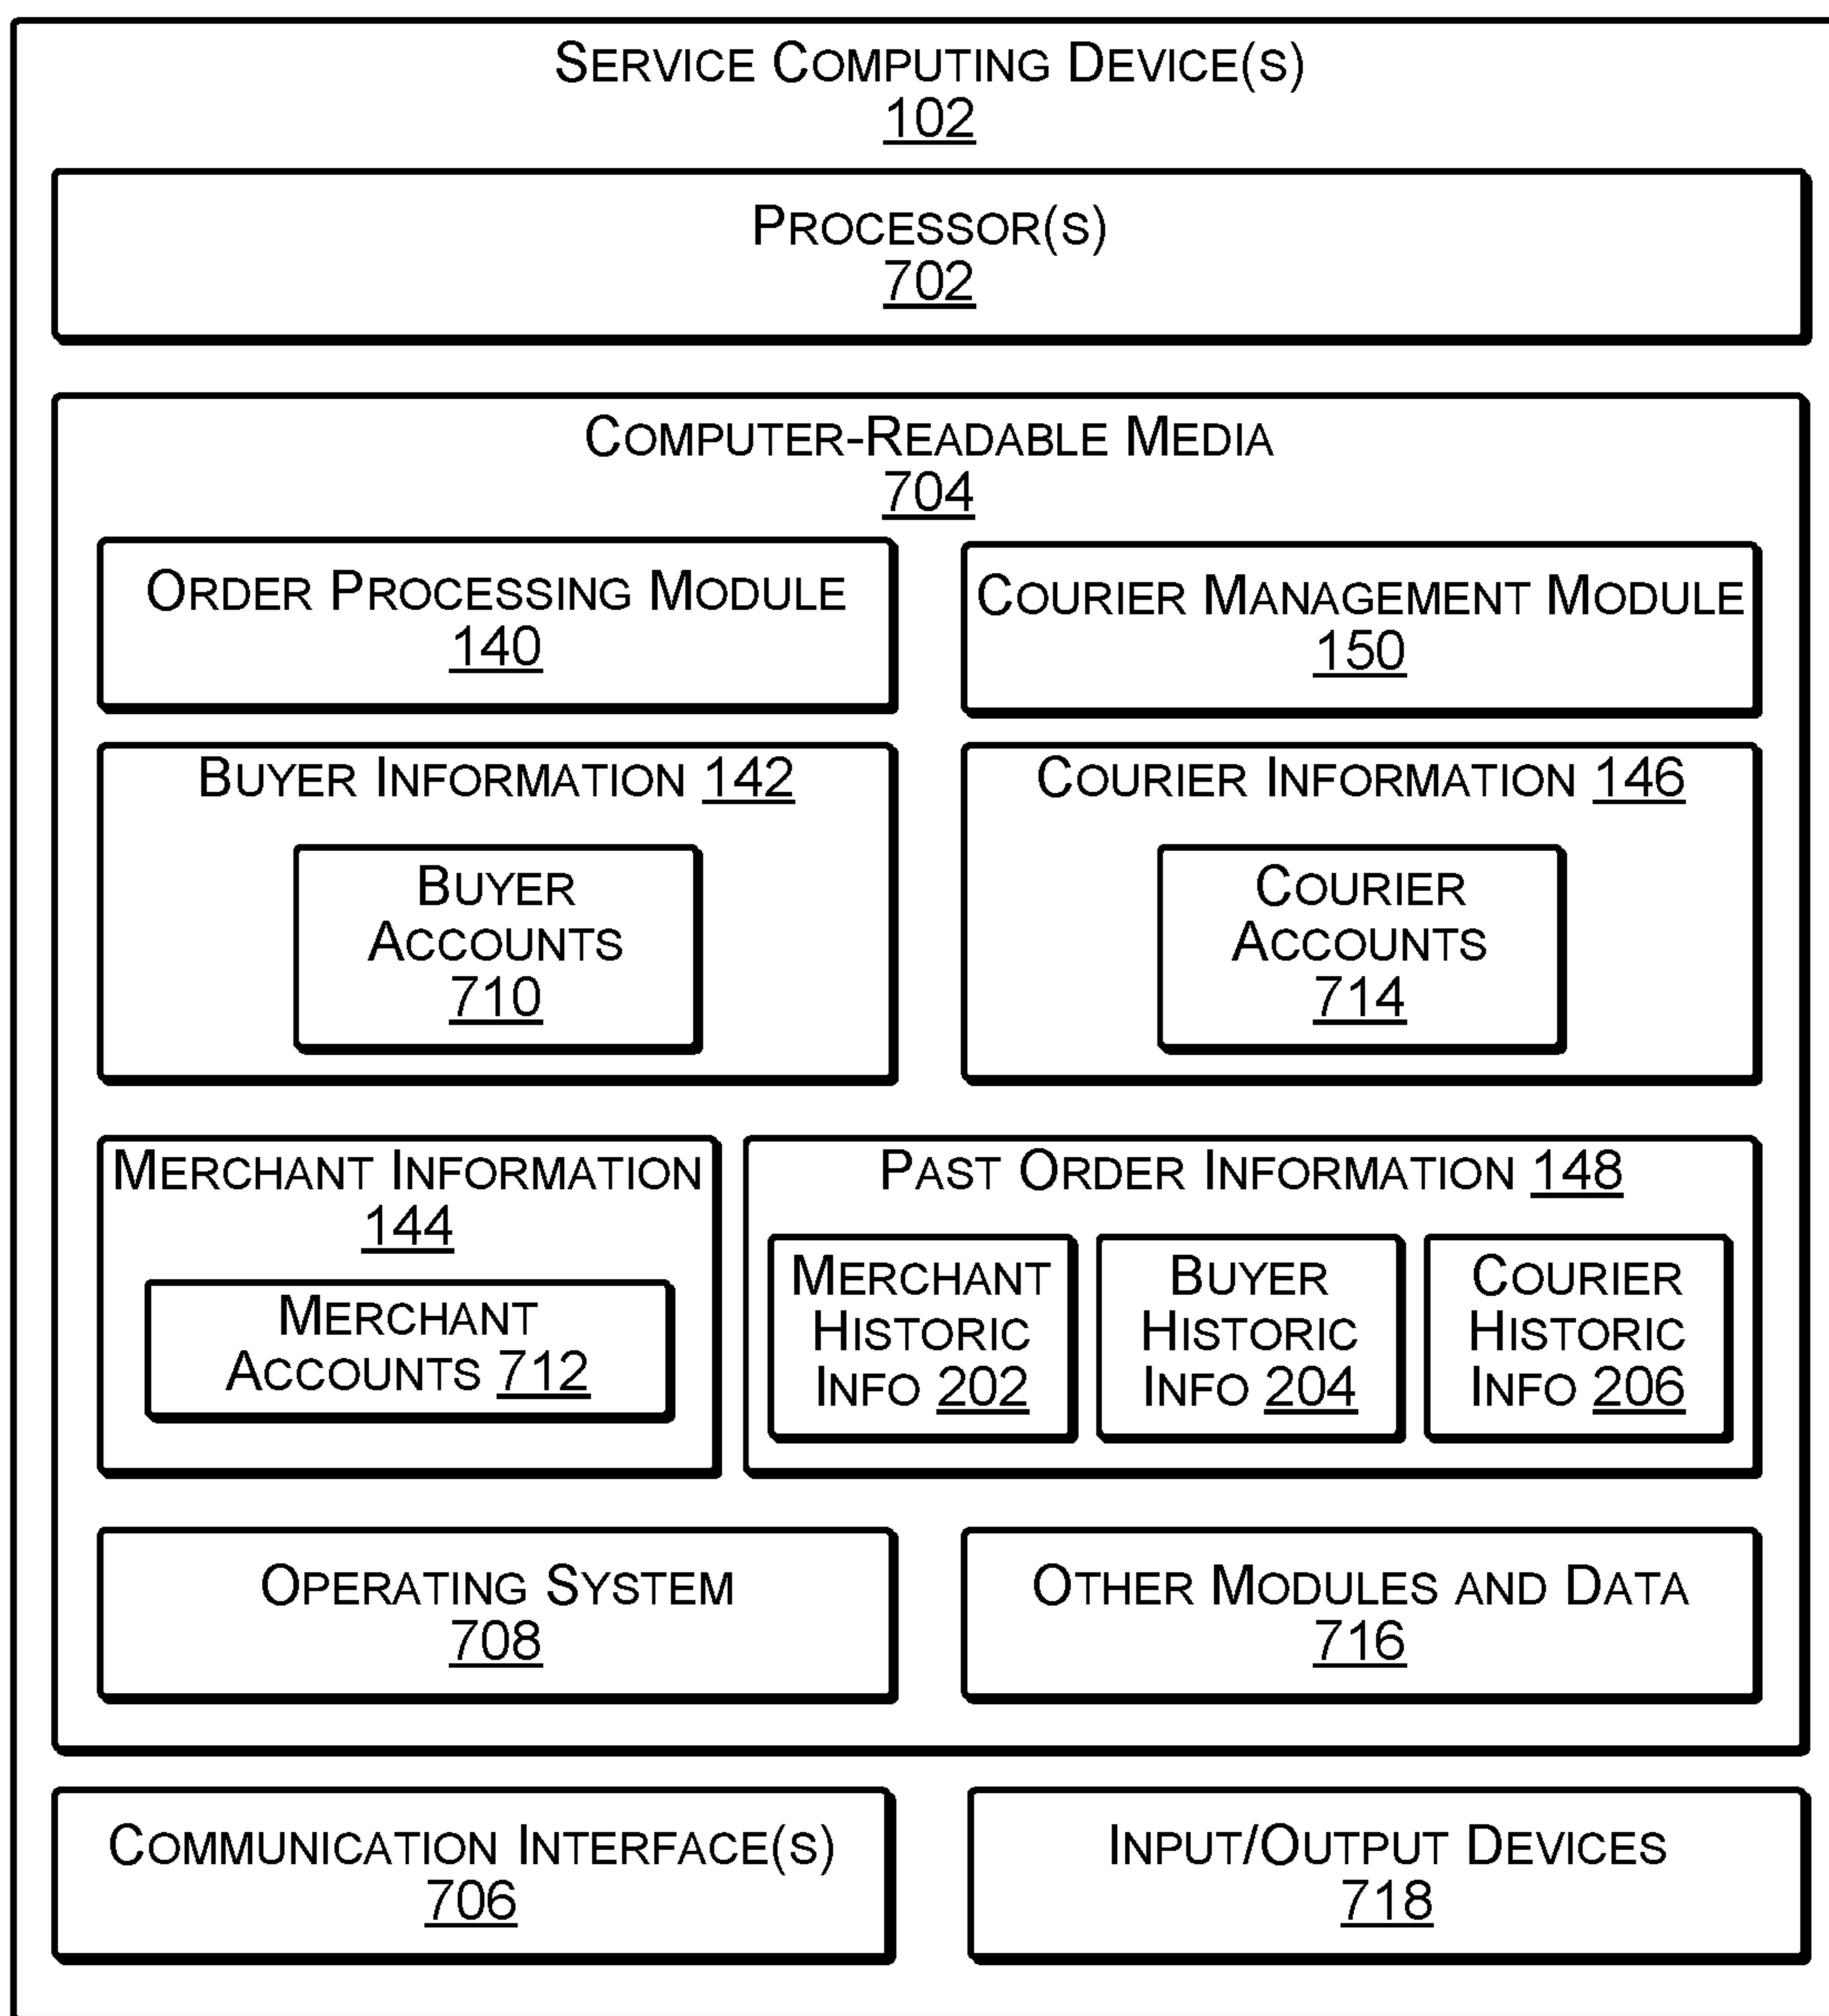 SERVICE COMPUTING DEVICE(S)
102
PROCESSOR(S)
702
COMPUTER-READABLE MEDIA
704
ORDER PROCESSING MODULE
140
COURIER MANAGEMENT MODULE
150
BUYER INFORMATION 142
BUYER
ACCOUNTS
710
COURIER INFORMATION 146
COURIER
ACCOUNTS
714
MERCHANT INFORMATION
144
MERCHANT
ACCOUNTS 712
PAST ORDER INFORMATION 148
MERCHANT
HISTORIC
INFO 202
BUYER
HISTORIC
INFO 204
COURIER
HISTORIC
INFO 206
OPERATING SYSTEM
708
OTHER MODULES AND DATA
716
COMMUNICATION INTERFACE(S)
706
INPUT/OUTPUT DEVICES
718